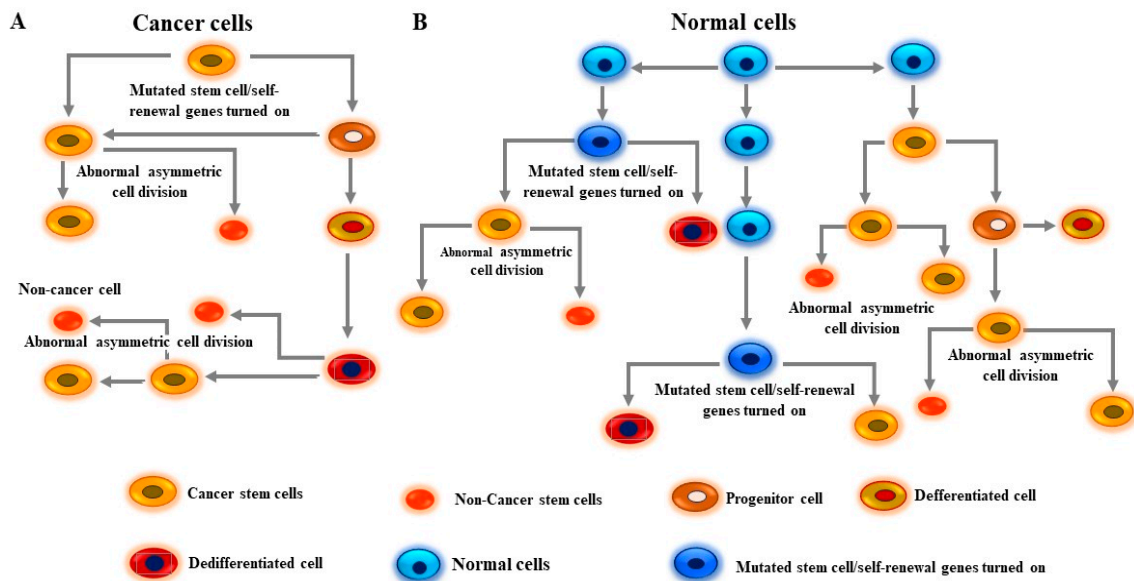 A
Cancer cells
Mutated stem cell/self-
renewal genes turned on
Abnormal asymmetric
cell division
Non-cancer cell
Abnormal asymmetric cell division
B
Normal cells
Mutated stem cell/self-
renewal genes turned on
Abnormal asymmetric
cell division
Mutated stem cell/self-renewal
genes turned on
Abnormal asymmetric
cell division
Abnormal asymmetric
cell division
Cancer stem cells
Non-Cancer stem cells
Progenitor cell
Defferentiated cell
Dedifferentiated cell
Normal cells
Mutated stem cell/self-renewal genes turned on